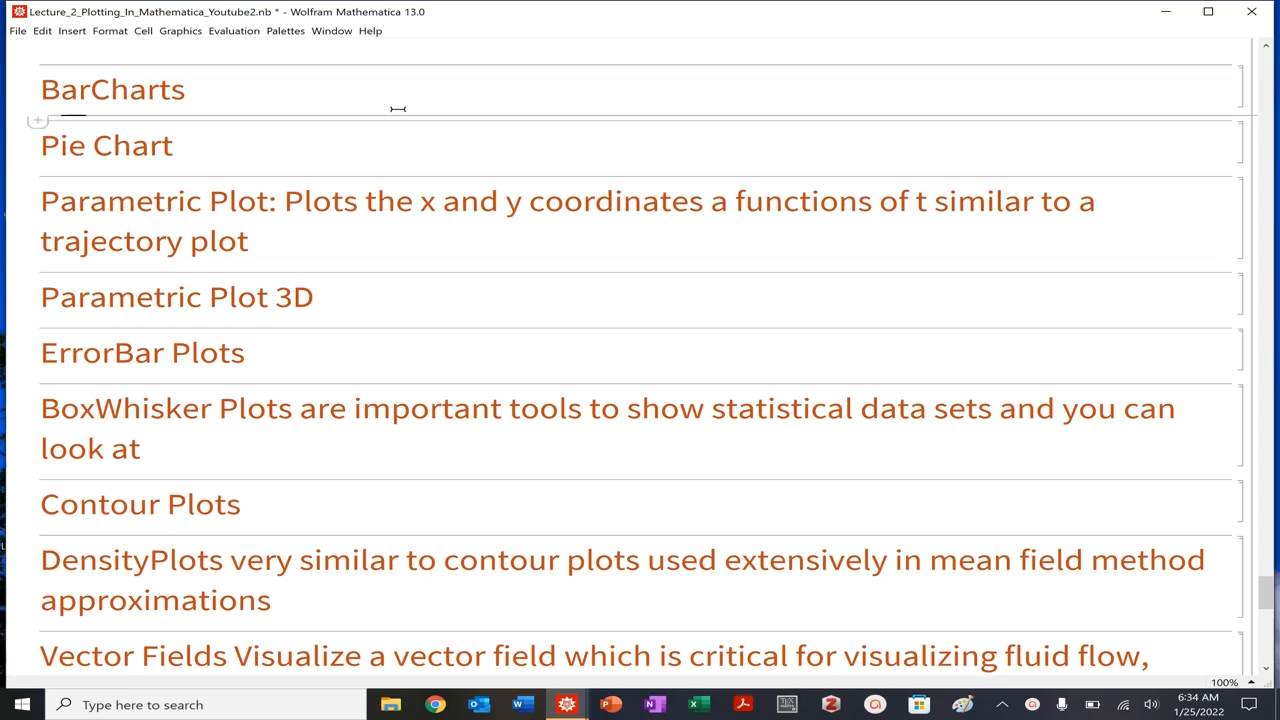 Lecture_2_Plotting_In_Mathematica_Youtube2.nb * - Wolfram Mathematica 13.0
File Edit Insert Format Cell Graphics Evaluation Palettes Window Help
BarCharts
Pie Chart
Parametric Plot: Plots the x and y coordinates a functions of t similar to a
trajectory plot
Parametric Plot 3D
ErrorBar Plots
BoxWhisker Plots are important tools to show statistical data sets and you can
look at
Contour Plots
DensityPlots very similar to contour plots used extensively in mean field method
approximations
Vector Fields Visualize a vector field which is critical for visualizing fluid flow,
100%
Type here to search
6:34 AM
1/25/2022